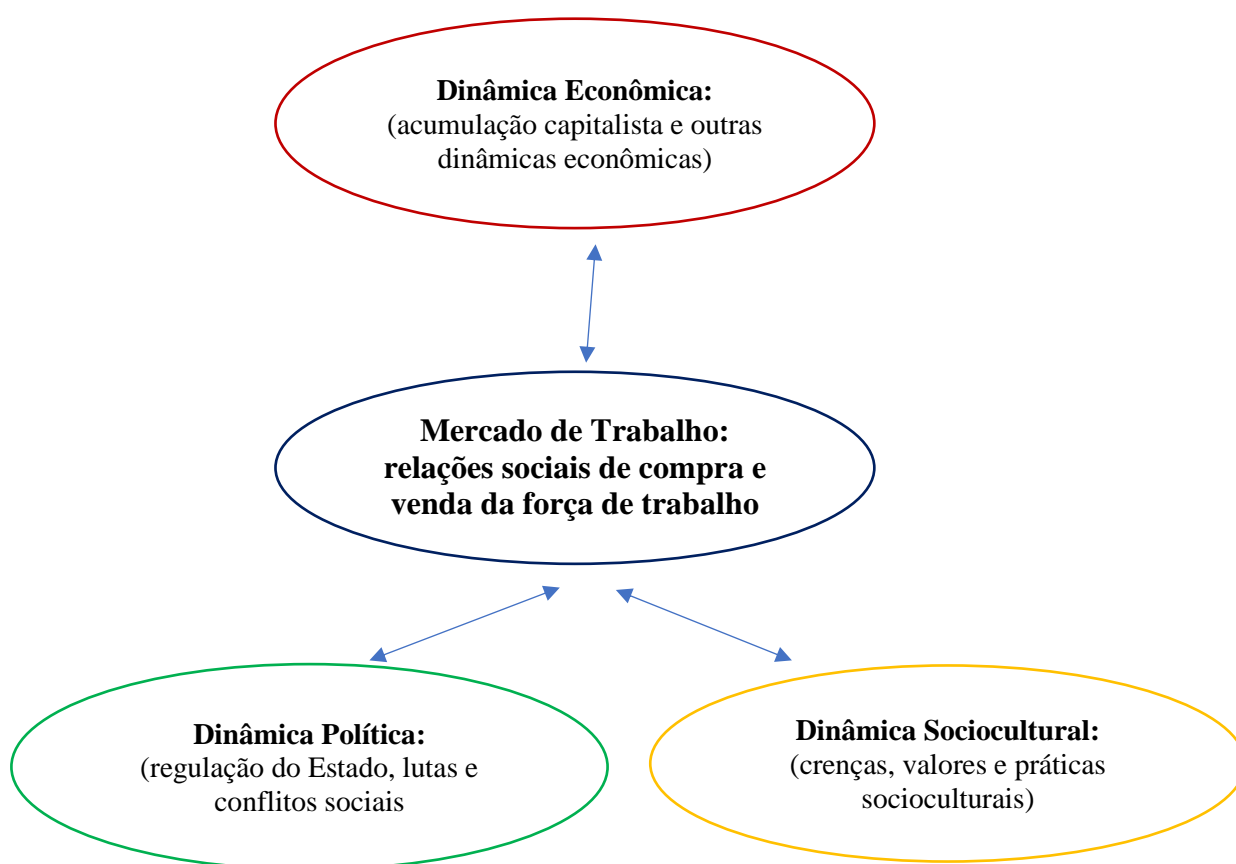 Dinâmica Econômica:
(acumulação capitalista e outras
dinâmicas econômicas)
Mercado de Trabalho:
relações sociais de compra e
venda da força de trabalho
Dinâmica Política:
(regulação do Estado, lutas e
conflitos sociais
Dinâmica Sociocultural:
(crenças, valores e práticas
socioculturais)